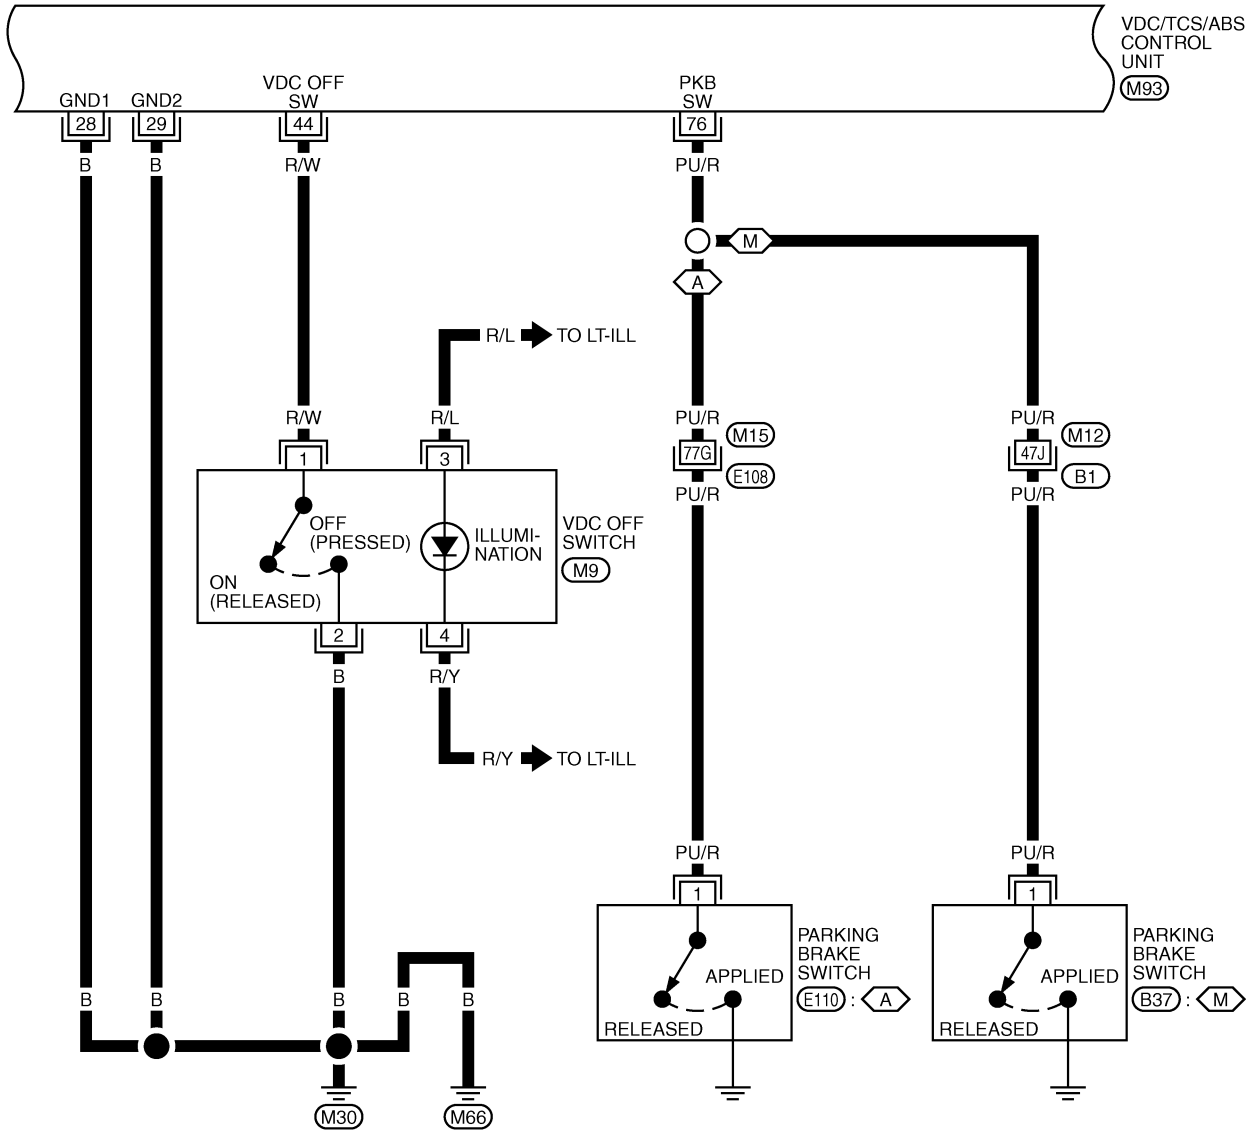 VDC/TCS/ABS
CONTROL
UNIT
M93
GND1
GND2
VDC OFF
SW
PKB
SW
28
29
44
76
B
B
R/W
PU/R
M
A
R/L
TO LT-ILL
R/W
R/L
PU/R
M15
PU/R
M12
1
3
77G
47J
E108
B1
PU/R
PU/R
OFF
(PRESSED)
ON
(RELEASED)
ILLUMI-
NATION
VDC OFF
SWITCH
M9
2
4
B
R/Y
R/Y
TO LT-ILL
PU/R
PU/R
1
1
APPLIED
RELEASED
PARKING
BRAKE
SWITCH
E110 : A
APPLIED
RELEASED
PARKING
BRAKE
SWITCH
B37 : M
B
B
B
B
B
M30
M66